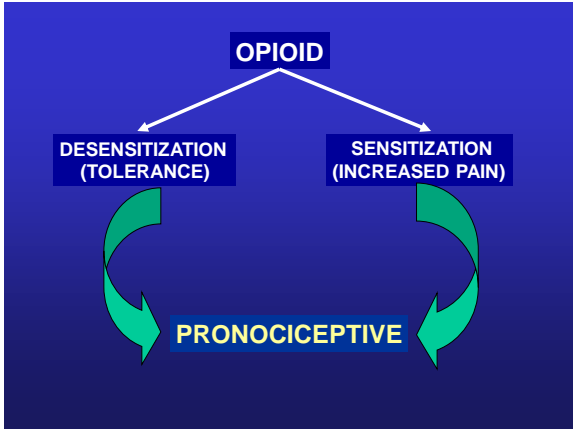 OPIOID
DESENSITIZATION
(TOLERANCE)
SENSITIZATION
(INCREASED PAIN)
PRONOCICEPTIVE